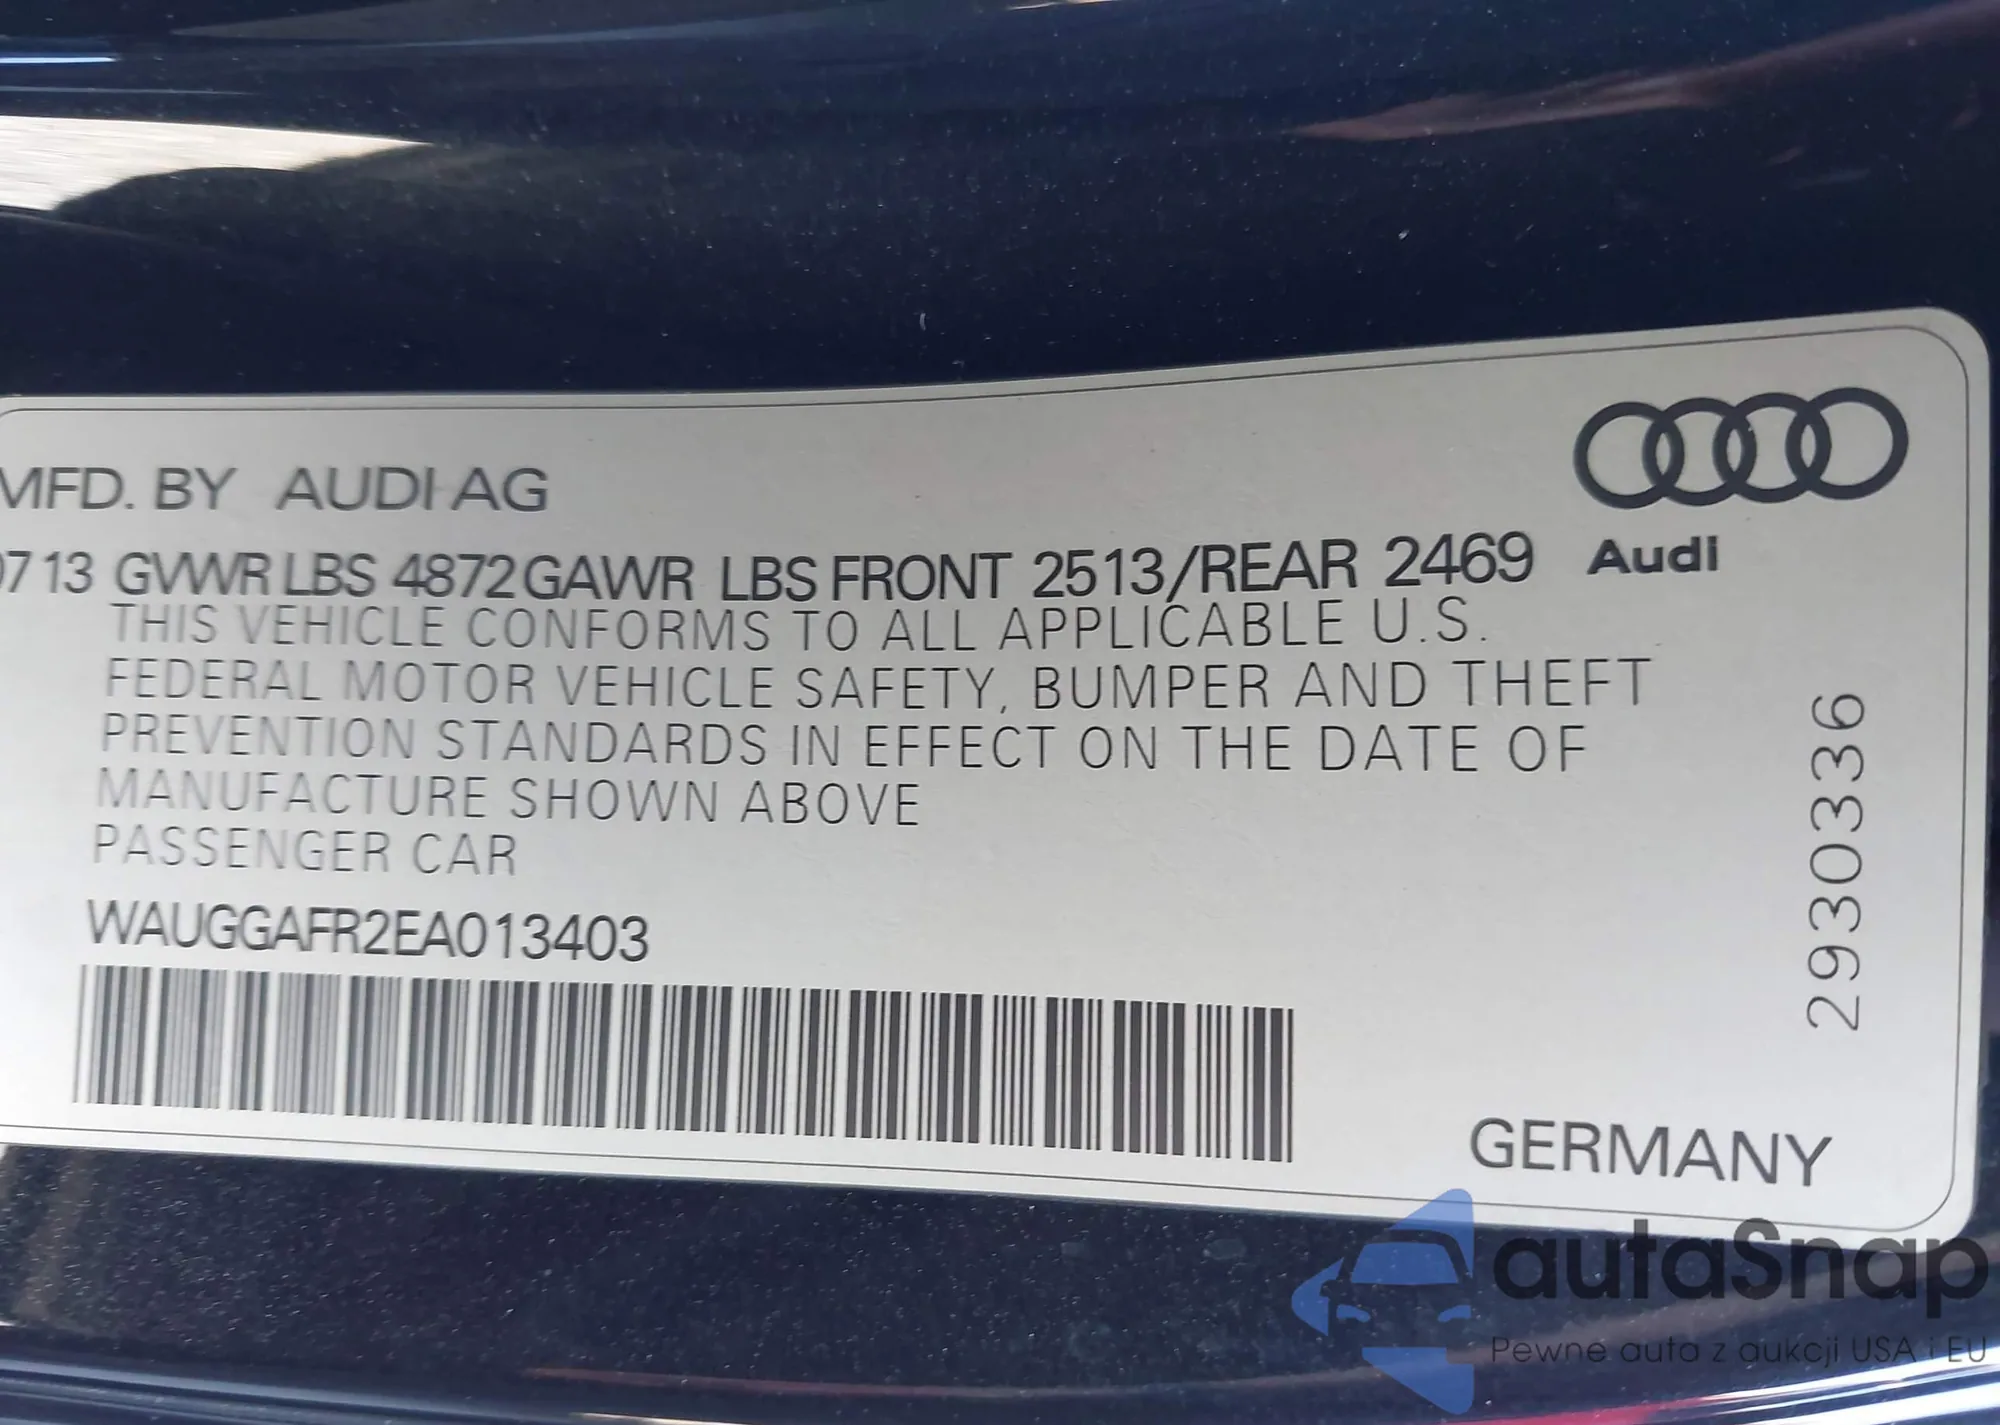 MFD. BY AUDI AG
0713 GVWR LBS 4872 GAWR LBS FRONT 2513/REAR 2469
Audi
THIS VEHICLE CONFORMS TO ALL APPLICABLE U.S.
FEDERAL MOTOR VEHICLE SAFETY, BUMPER AND THEFT
PREVENTION STANDARDS IN EFFECT ON THE DATE OF
MANUFACTURE SHOWN ABOVE
PASSENGER CAR
WAUGGAFR2EA013403
2930336
GERMANY
autaSnap
Pewne auta z aukcji USA i EU